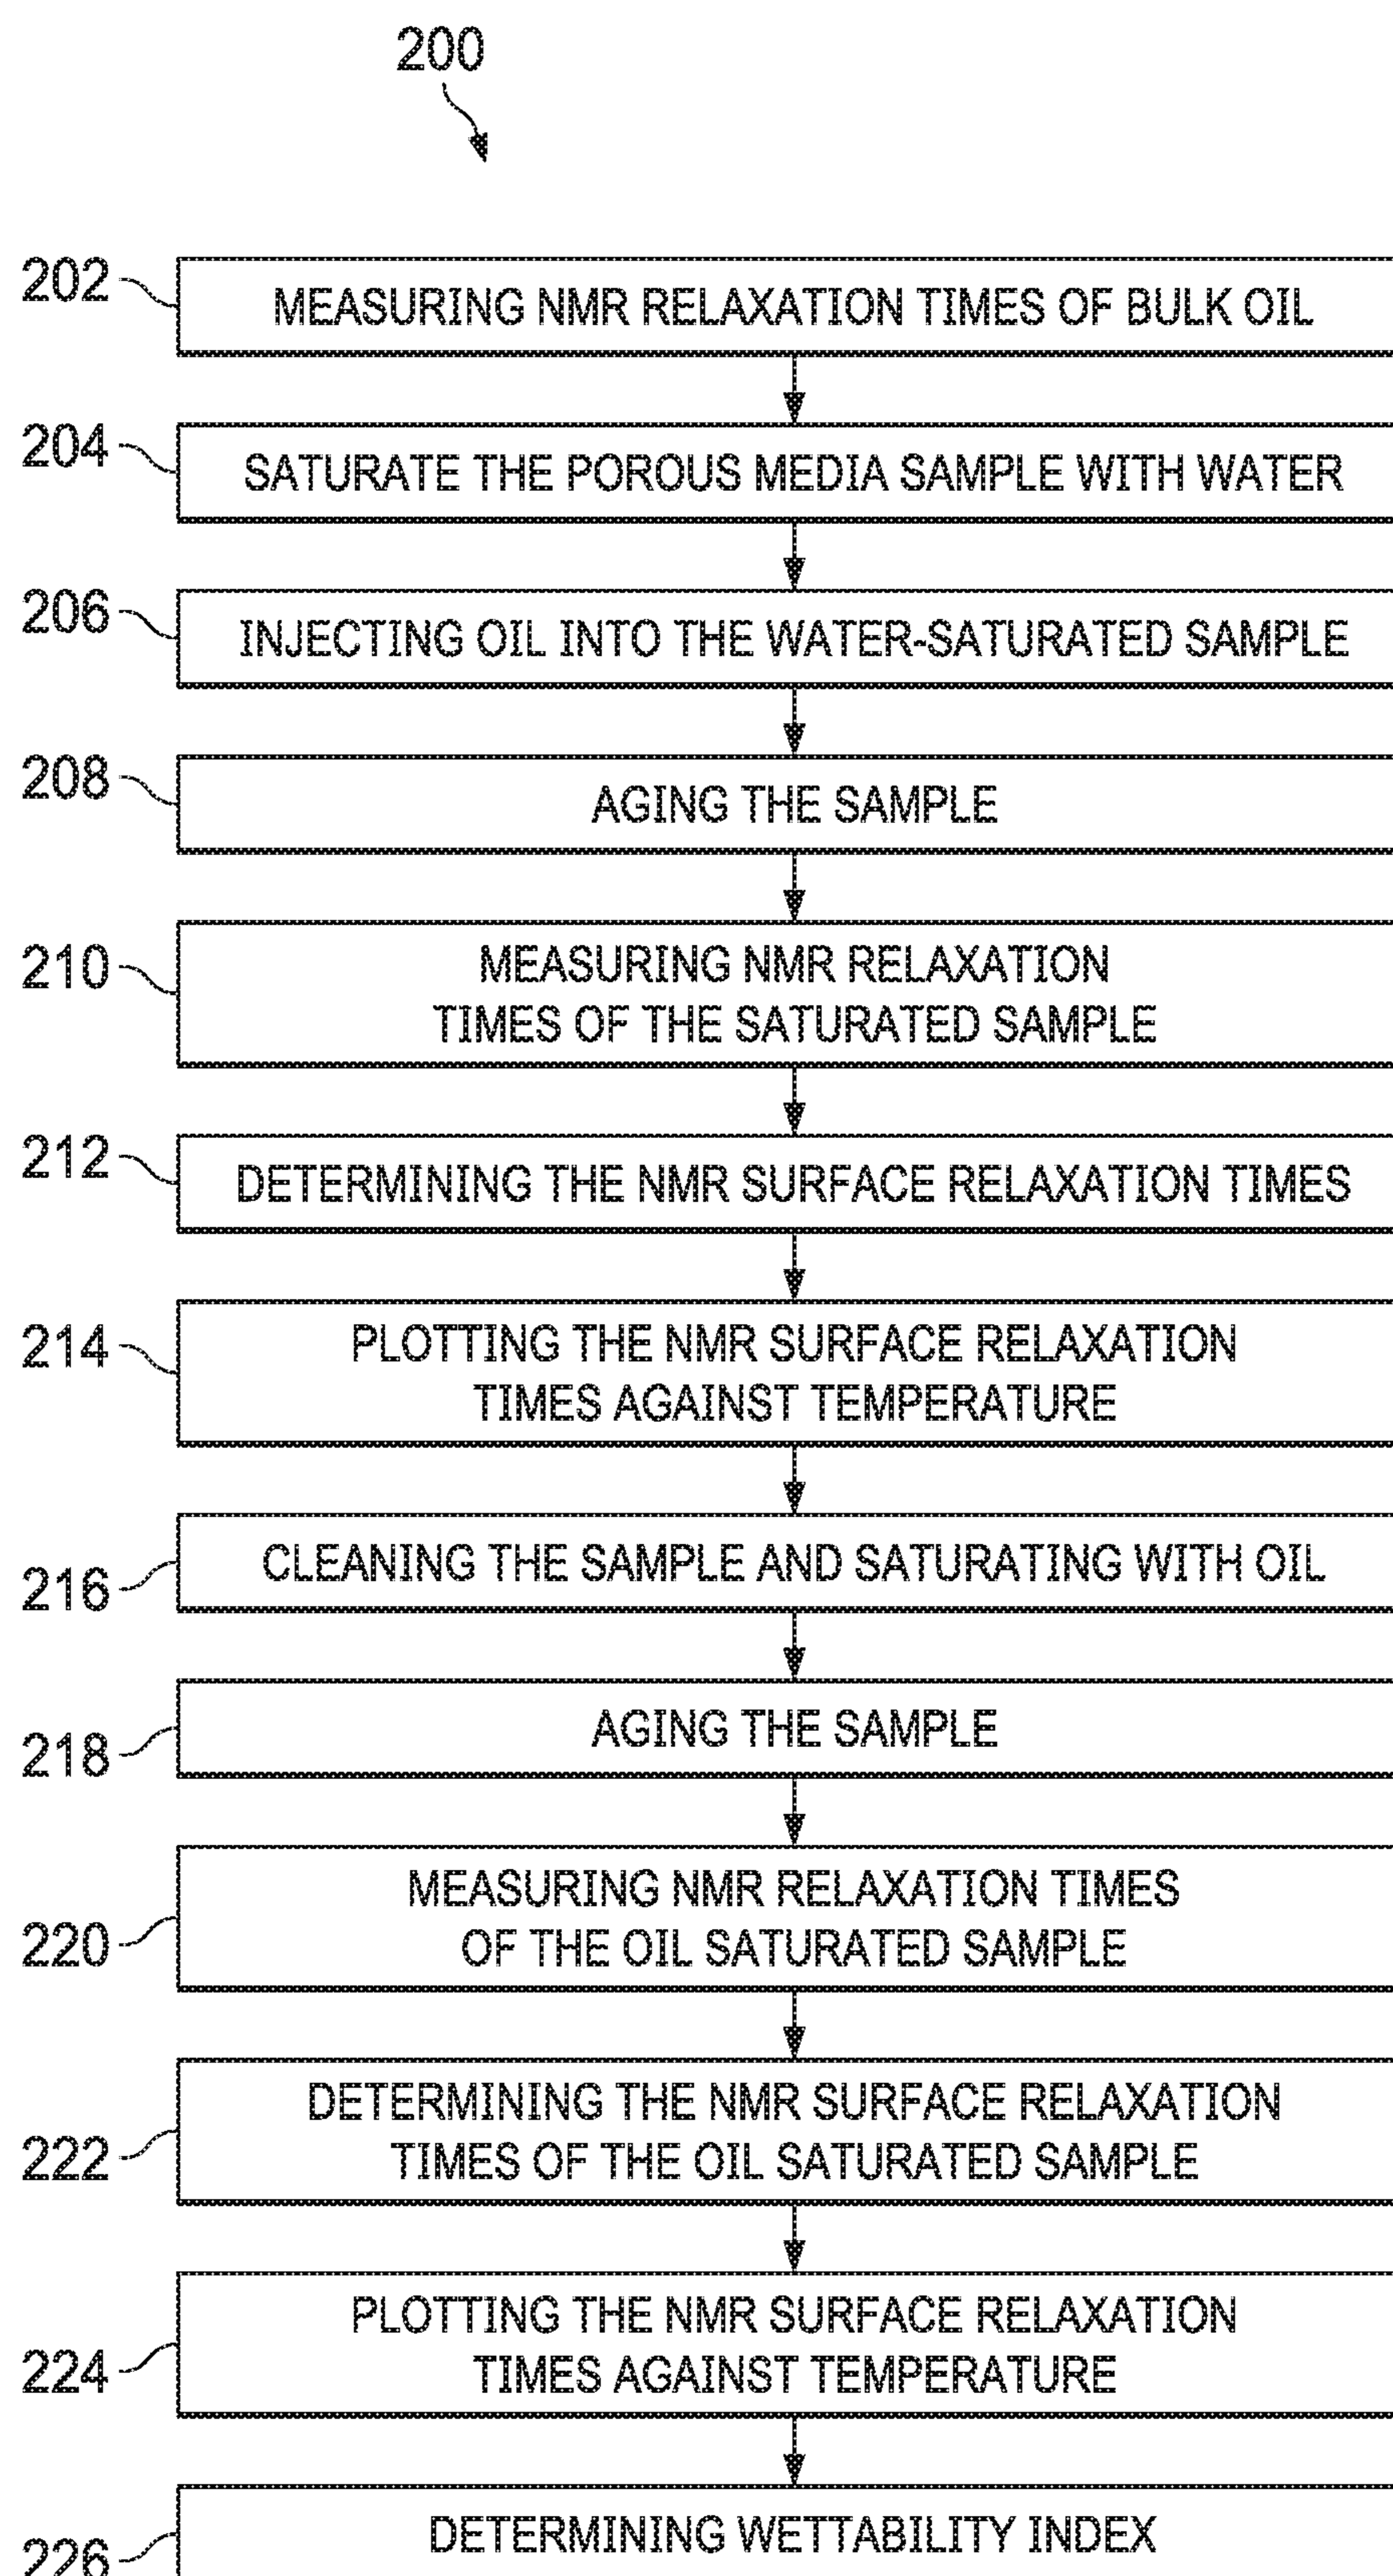 200
202
MEASURING NMR RELAXATION TIMES OF BULK OIL
204
SATURATE THE POROUS MEDIA SAMPLE WITH WATER
206
INJECTING OIL INTO THE WATER-SATURATED SAMPLE
208
AGING THE SAMPLE
210
MEASURING NMR RELAXATION
TIMES OF THE SATURATED SAMPLE
212
DETERMINING THE NMR SURFACE RELAXATION TIMES
214
PLOTTING THE NMR SURFACE RELAXATION
TIMES AGAINST TEMPERATURE
216
CLEANING THE SAMPLE AND SATURATING WITH OIL
218
AGING THE SAMPLE
220
MEASURING NMR RELAXATION TIMES
OF THE OIL SATURATED SAMPLE
222
DETERMINING THE NMR SURFACE RELAXATION
TIMES OF THE OIL SATURATED SAMPLE
224
PLOTTING THE NMR SURFACE RELAXATION
TIMES AGAINST TEMPERATURE
226
DETERMINING WETTABILITY INDEX